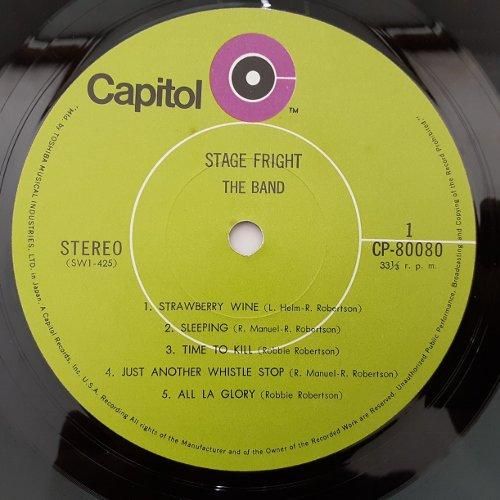 Capitol
TM
STAGE FRIGHT
THE BAND
STEREO
(SW1-425)
1
CP-80080
33⅓ r. p. m.
1. STRAWBERRY WINE (L. Helm-R. Robertson)
2. SLEEPING (R. Manuel-R. Robertson)
3. TIME TO KILL (Robbie Robertson)
4. JUST ANOTHER WHISTLE STOP (R. Manuel-R. Robertson)
5. ALL LA GLORY (Robbie Robertson)
"Mfd. by TOSHIBA MUSICAL INDUSTRIES, LTD. in Japan. A Capitol Records, Inc. U.S.A. Recording All rights of the Manufacturer and of the Owner of the Recorded Work are Reserved. Unauthorized Public Performance, Broadcasting and Copying of the Record Prohibited."